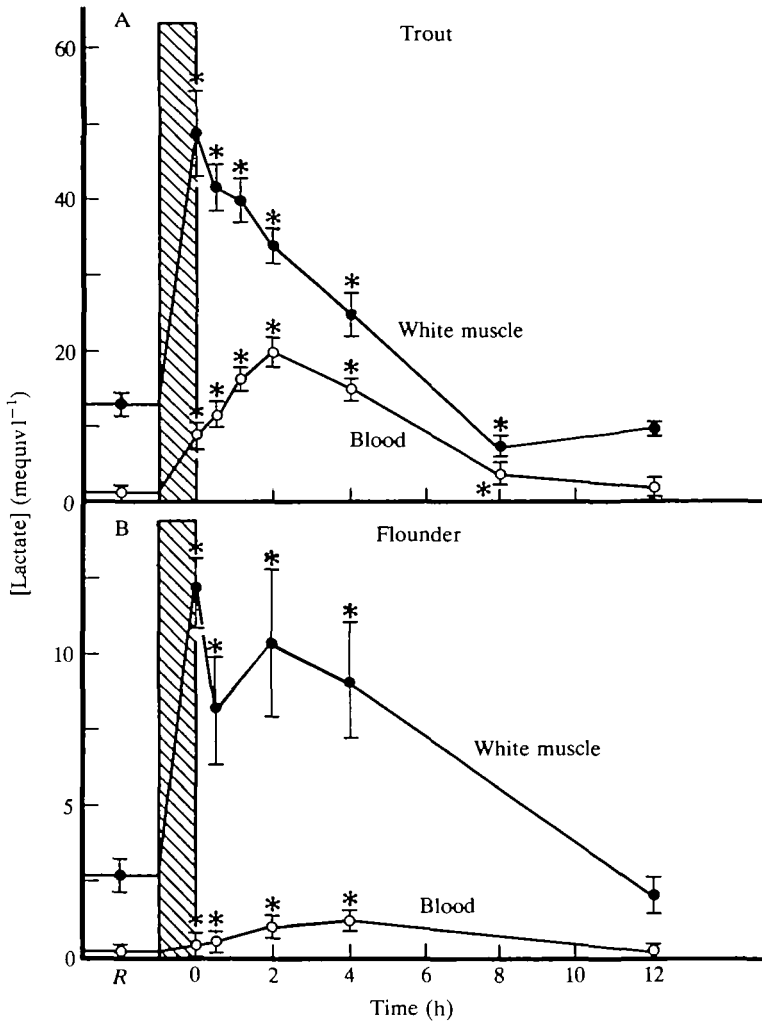 A
Trout
60
40
20
0
White muscle
Blood
[Lactate] (mequiv l⁻¹)
B
Flounder
10
5
0
White muscle
Blood
R 0 2 4 6 8 10 12
Time (h)